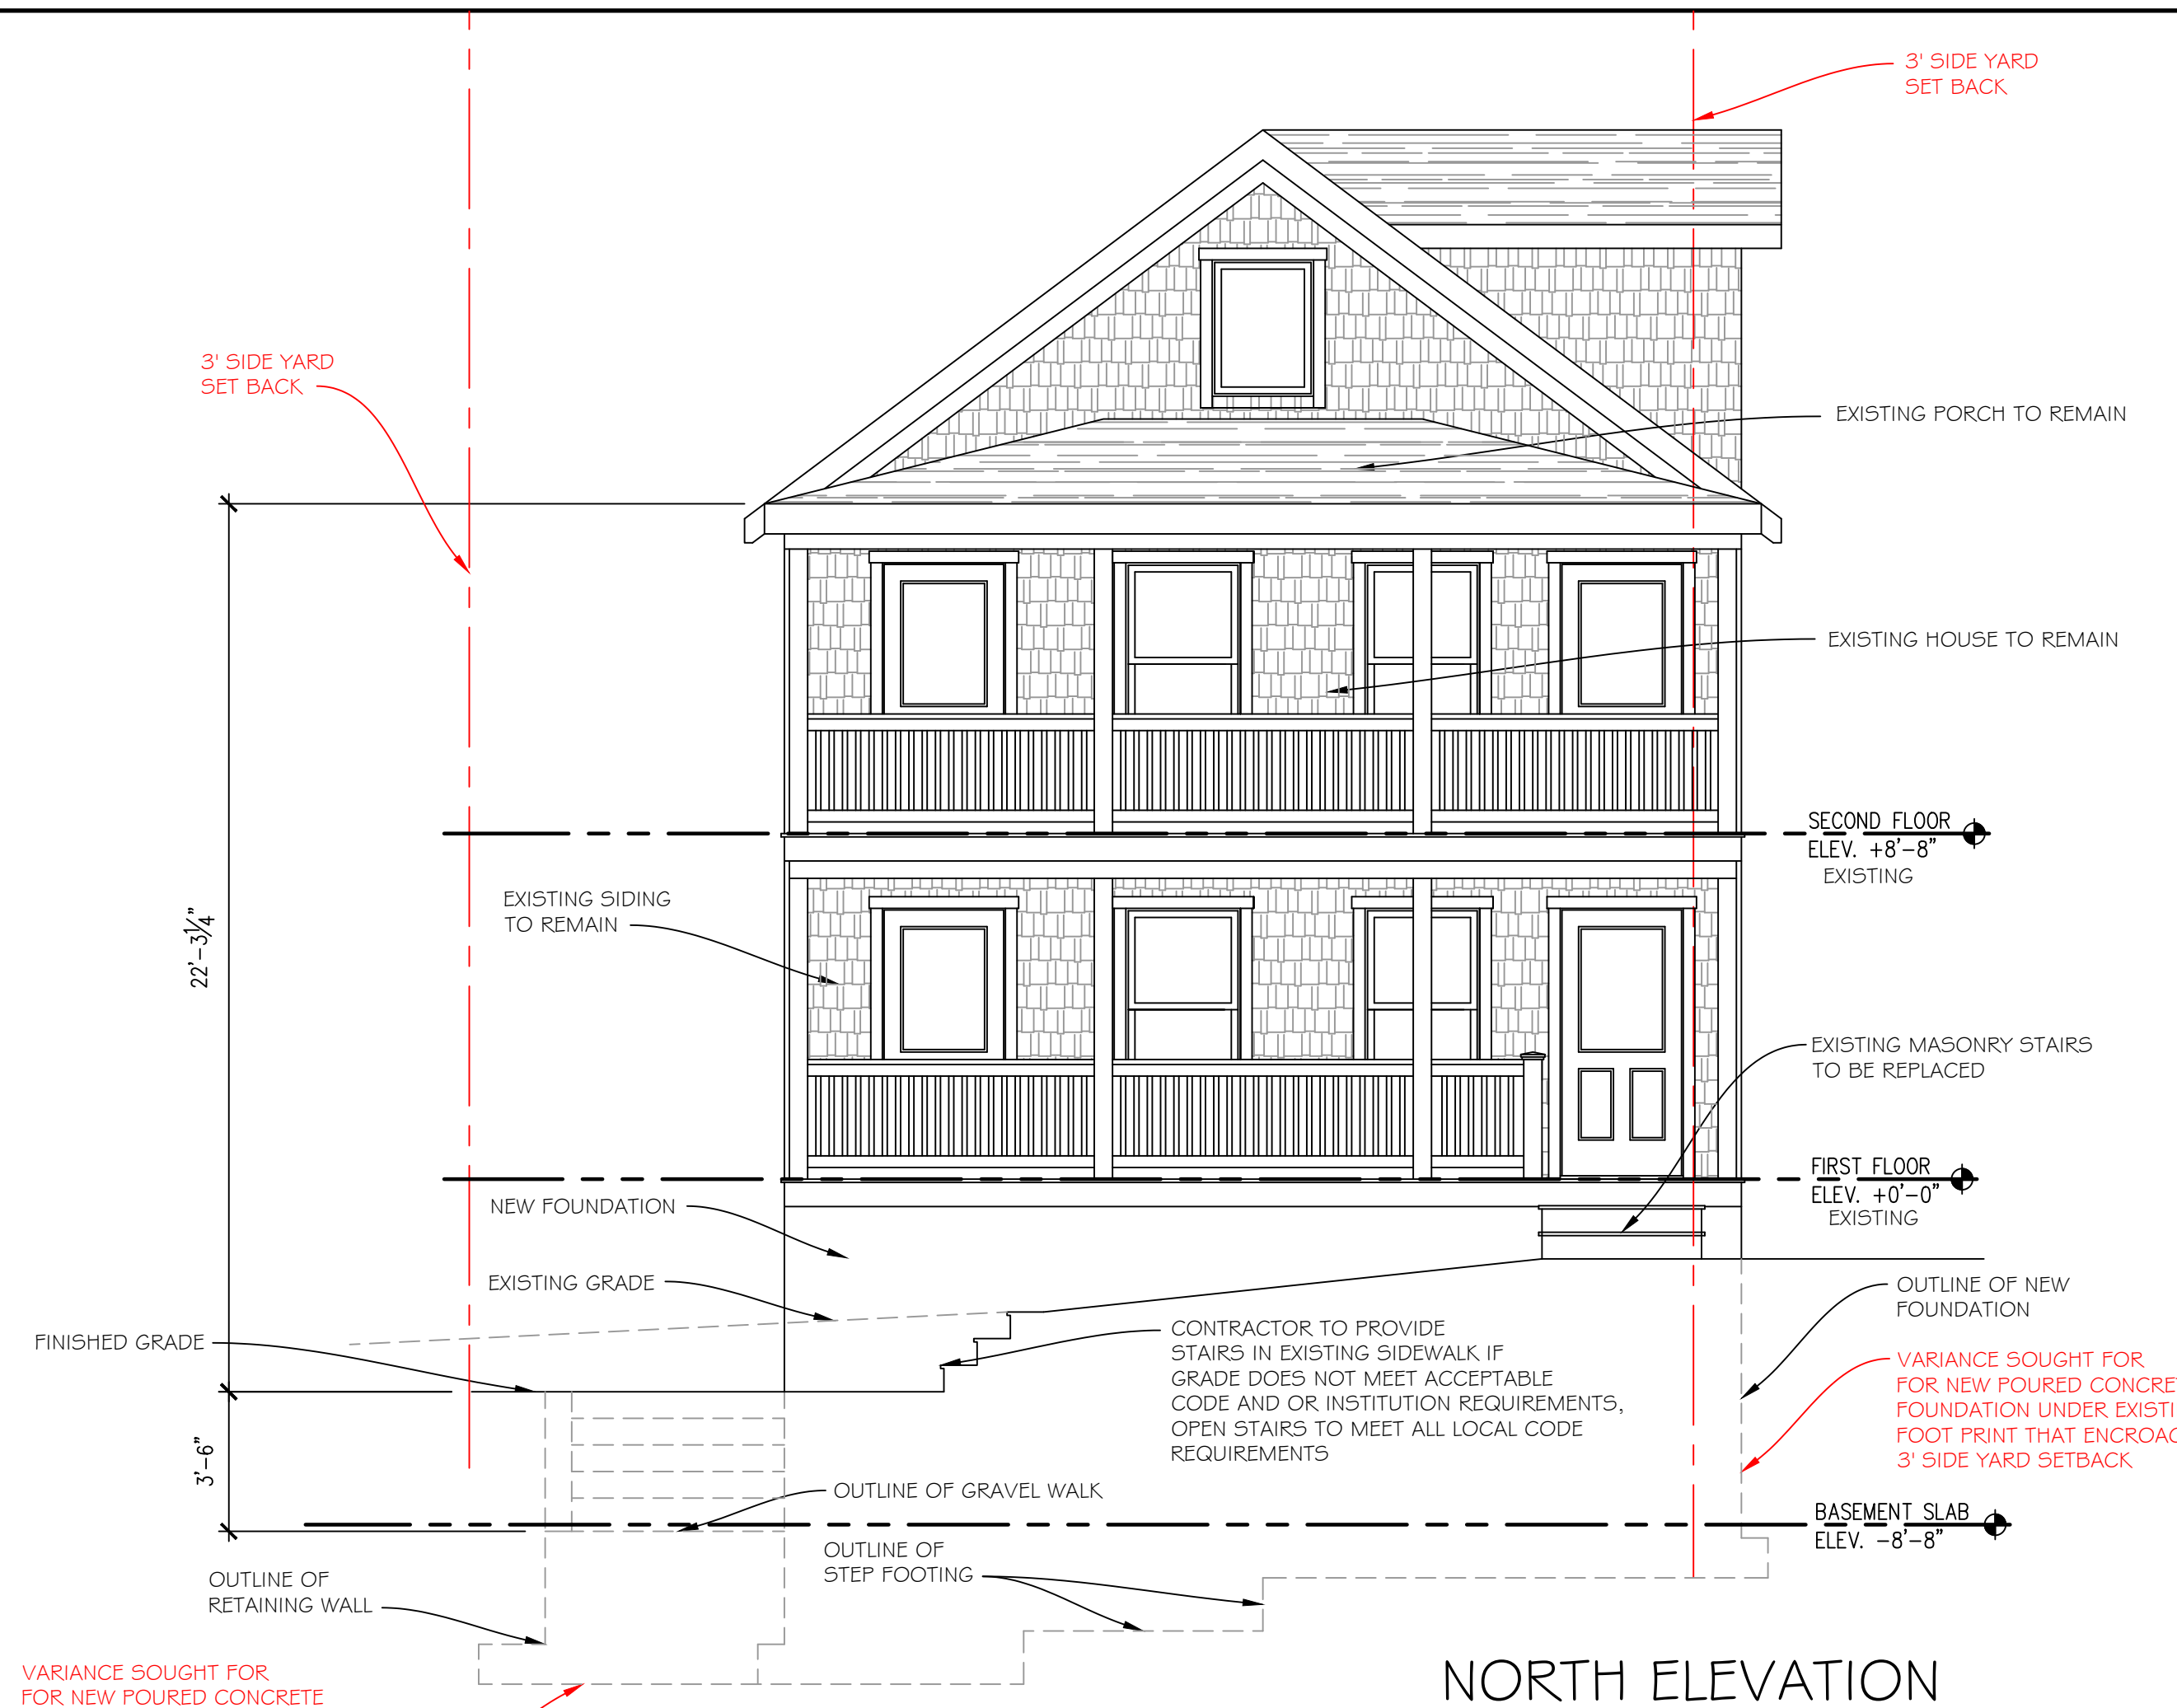 3' SIDE YARD
SET BACK
3' SIDE YARD
SET BACK
EXISTING PORCH TO REMAIN
EXISTING HOUSE TO REMAIN
SECOND FLOOR
ELEV. +8'-8"
EXISTING
22'-3 1/4"
EXISTING SIDING
TO REMAIN
EXISTING MASONRY STAIRS
TO BE REPLACED
FIRST FLOOR
ELEV. +0'-0"
EXISTING
NEW FOUNDATION
EXISTING GRADE
FINISHED GRADE
OUTLINE OF NEW
FOUNDATION
CONTRACTOR TO PROVIDE
STAIRS IN EXISTING SIDEWALK IF
GRADE DOES NOT MEET ACCEPTABLE
CODE AND OR INSTITUTION REQUIREMENTS,
OPEN STAIRS TO MEET ALL LOCAL CODE
REQUIREMENTS
VARIANCE SOUGHT FOR
FOR NEW POURED CONCRE
FOUNDATION UNDER EXISTI
FOOT PRINT THAT ENCROAC
3' SIDE YARD SETBACK
3'-6"
OUTLINE OF GRAVEL WALK
BASEMENT SLAB
ELEV. -8'-8"
OUTLINE OF
STEP FOOTING
OUTLINE OF
RETAINING WALL
VARIANCE SOUGHT FOR
FOR NEW POURED CONCRETE
NORTH ELEVATION